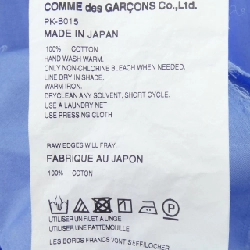 COMME des GARÇONS Co.,Ltd.
PK-S015
MADE IN JAPAN
100% COTTON
HAND WASH WARM.
ONLY NON-CHLORINE BLEACH WHEN NEEDED.
LINE DRY IN SHADE.
WARM IRON.
DRYCLEAN ANY SOLVENT, SHORT CYCLE.
USE A LAUNDRY NET
USE PRESSING CLOTH
RAW EDGES WILL FRAY
FABRIQUE AU JAPON
100% COTON
UTILISER UN FILET A LINGE
UTILISER UNE PATTEMOUILLE
LES BORDS FRANCS VONT S'EFFILOCHER